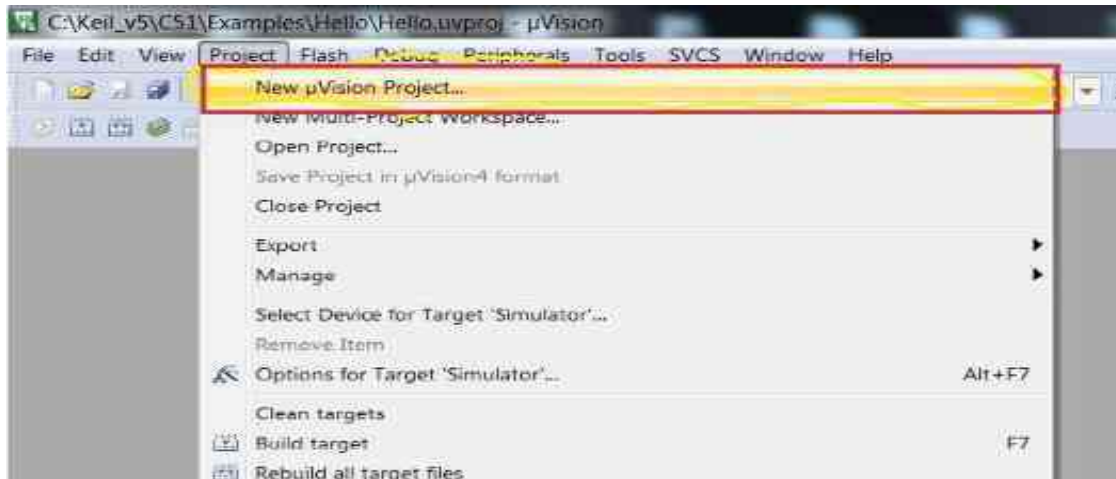 C:\Keil_v5\C51\Examples\Hello\Hello.uvproj - µVision
File Edit View Project Flash Debug Peripherals Tools SVCS Window Help
New µVision Project...
New Multi-Project Workspace...
Open Project...
Save Project in µVision4 format
Close Project
Export
Manage
Select Device for Target 'Simulator'...
Remove Item
Options for Target 'Simulator'... Alt+F7
Clean targets
Build target F7
Rebuild all target files